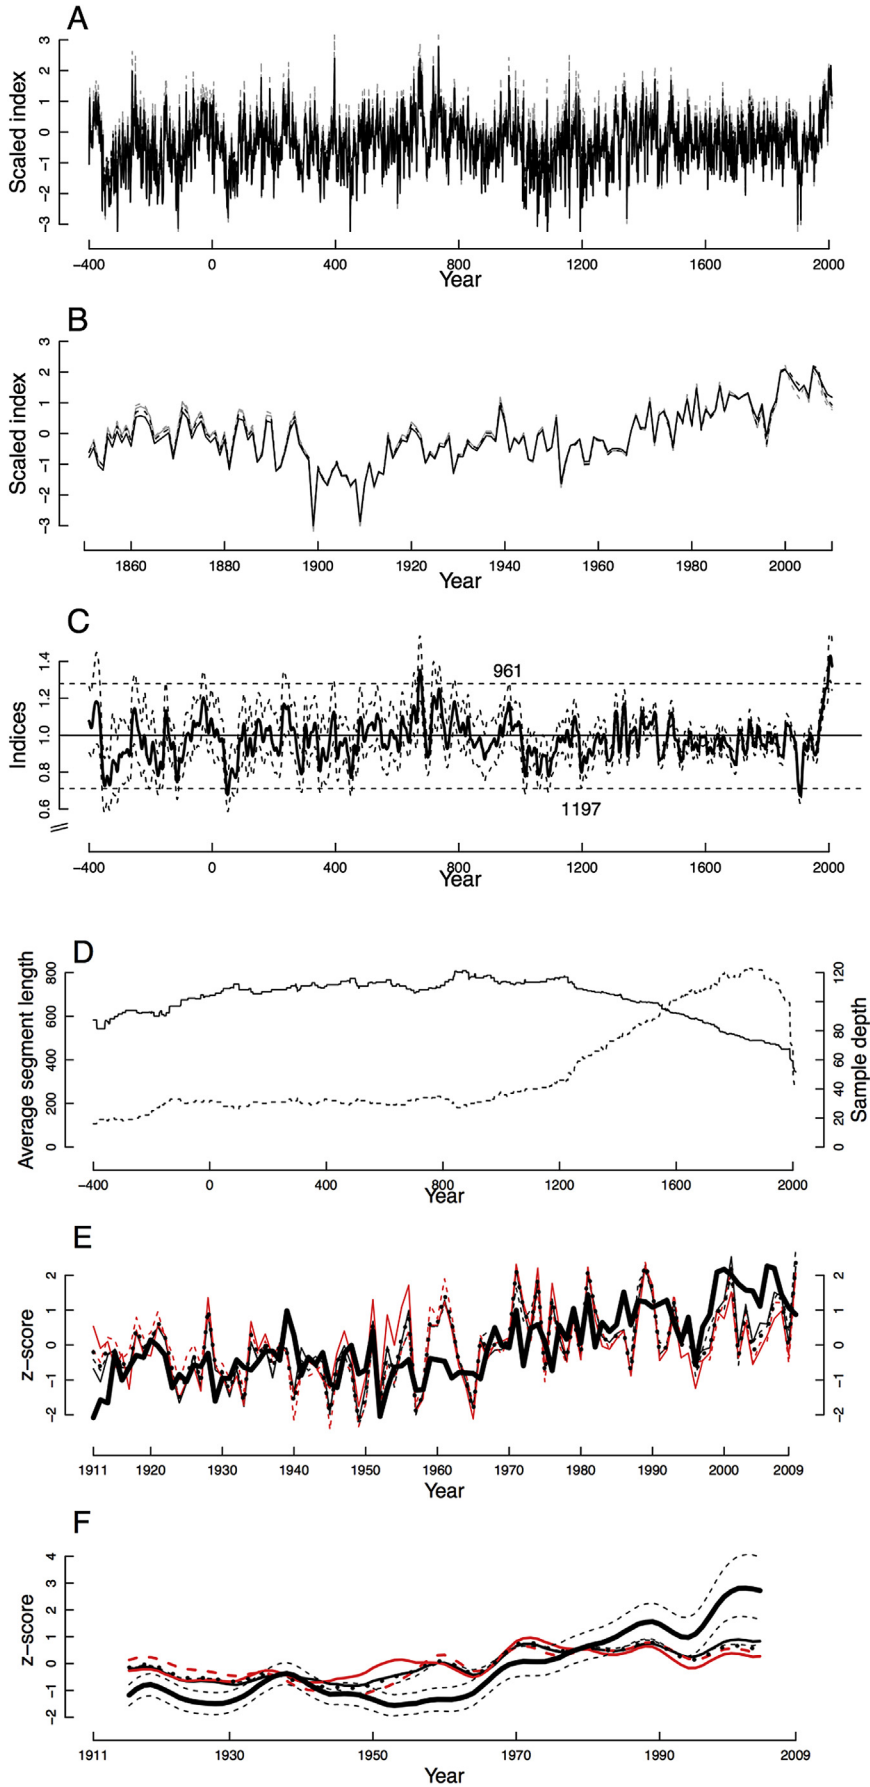 A
Scaled index
3
2
1
0
−1
−2
−3
−400 0 400 800 1200 1600 2000
Year
B
Scaled index
3
2
1
0
−1
−2
−3
1860 1880 1900 1920 1940 1960 1980 2000
Year
C
Indices
1.4
1.2
1.0
0.8
0.6
961
1197
−400 0 400 800 1200 1600 2000
Year
D
Average segment length
800
600
400
200
0
Sample depth
120
80
60
40
20
0
−400 0 400 800 1200 1600 2000
Year
E
z−score
2
1
0
−1
−2
2
1
0
−1
−2
1911 1920 1930 1940 1950 1960 1970 1980 1990 2000 2009
Year
F
z−score
4
3
2
1
0
−1
−2
1911 1930 1950 1970 1990 2009
Year